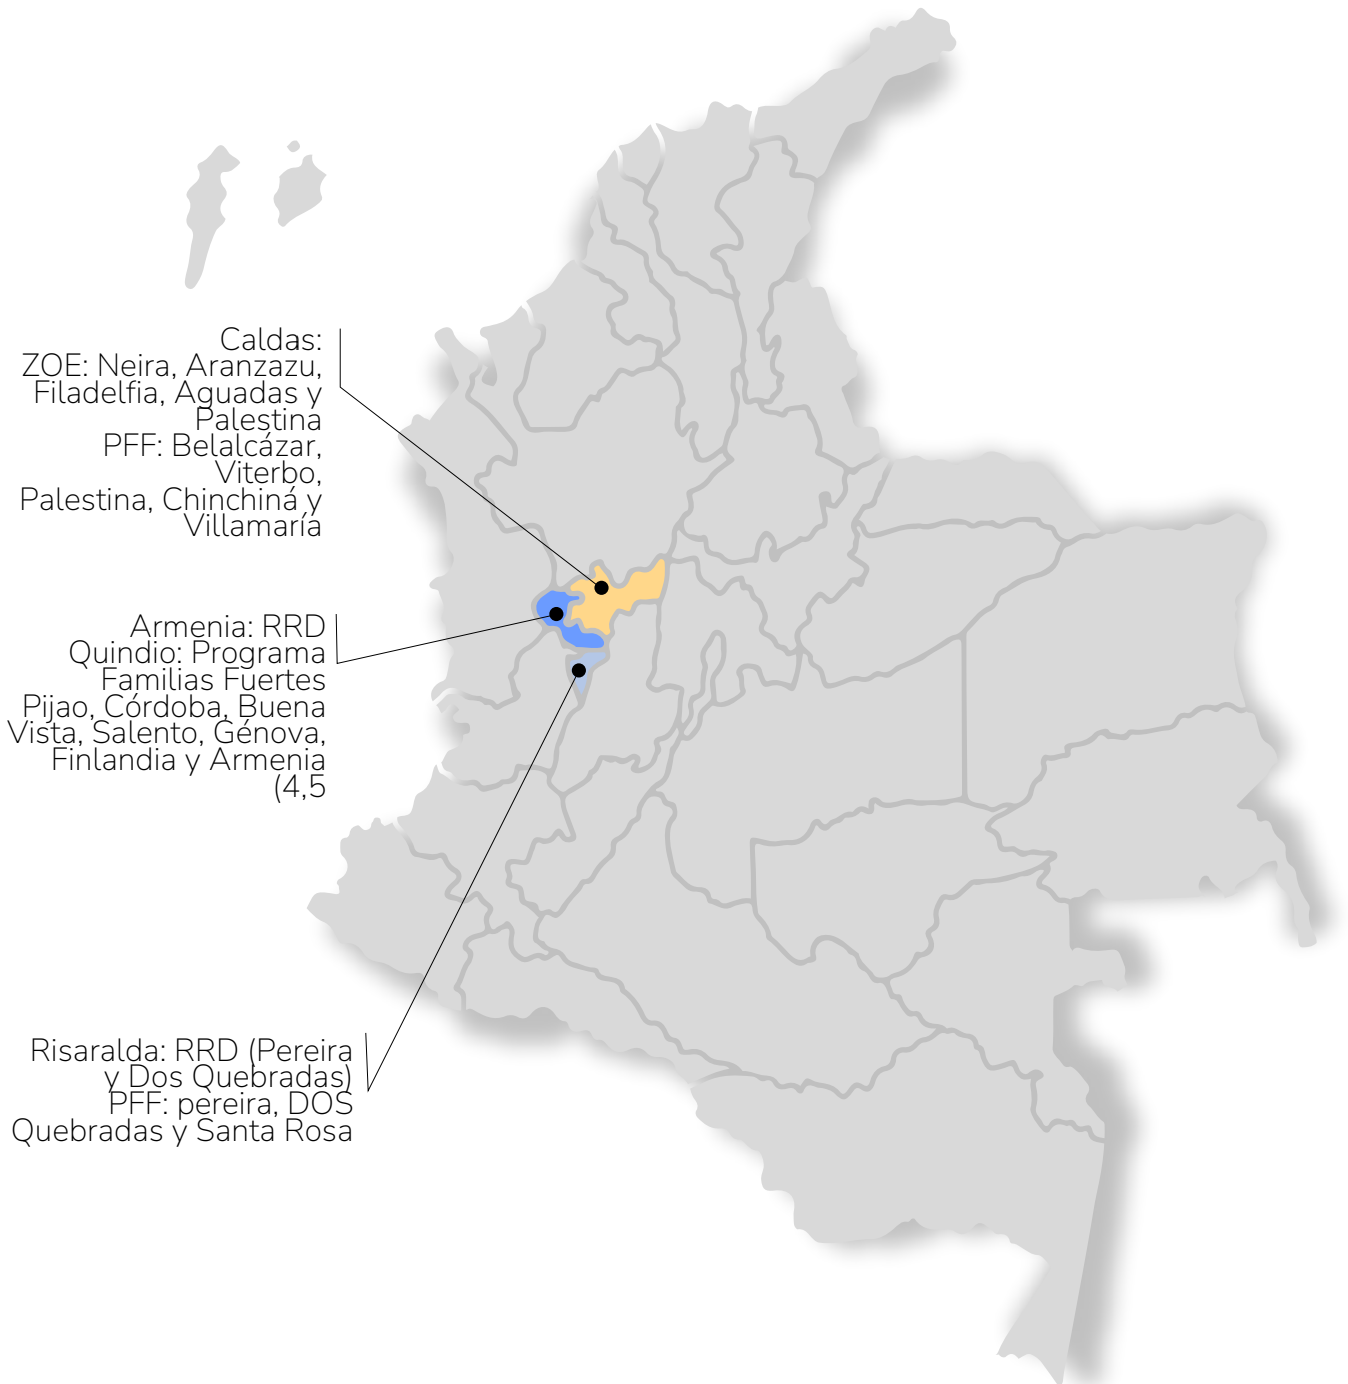 Caldas:
ZOE: Neira, Aranzazu,
Filadelfia, Aguadas y
Palestina
PFF: Belalcázar,
Viterbo,
Palestina, Chinchiná y
Villamaría
Armenia: RRD
Quindio: Programa
Familias Fuertes
Pijao, Córdoba, Buena
Vista, Salento, Génova,
Finlandia y Armenia
(4,5
Risaralda: RRD (Pereira
y Dos Quebradas)
PFF: pereira, DOS
Quebradas y Santa Rosa